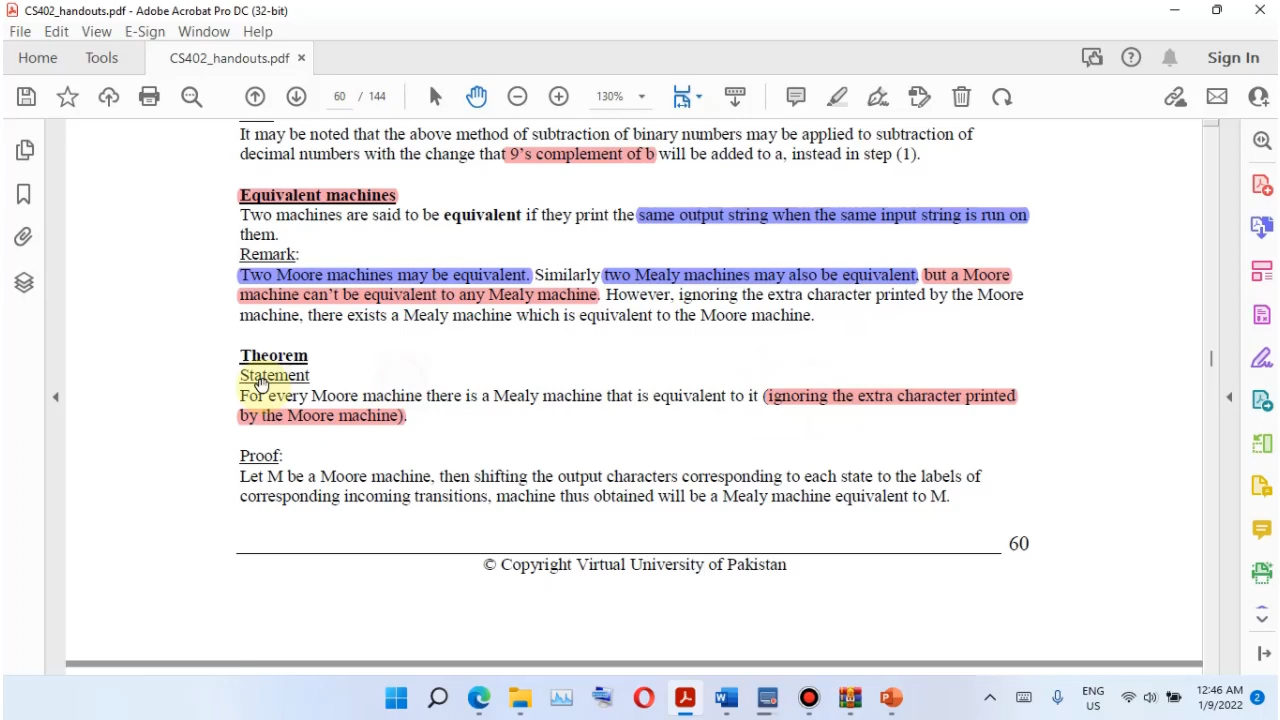 CS402_handouts.pdf - Adobe Acrobat Pro DC (32-bit)
File Edit View E-Sign Window Help
Home Tools CS402_handouts.pdf × Sign In
60 / 144 130%
It may be noted that the above method of subtraction of binary numbers may be applied to subtraction of
decimal numbers with the change that 9’s complement of b will be added to a, instead in step (1).
Equivalent machines
Two machines are said to be equivalent if they print the same output string when the same input string is run on
them.
Remark:
Two Moore machines may be equivalent. Similarly two Mealy machines may also be equivalent, but a Moore
machine can’t be equivalent to any Mealy machine. However, ignoring the extra character printed by the Moore
machine, there exists a Mealy machine which is equivalent to the Moore machine.
Theorem
Statement
For every Moore machine there is a Mealy machine that is equivalent to it (ignoring the extra character printed
by the Moore machine).
Proof:
Let M be a Moore machine, then shifting the output characters corresponding to each state to the labels of
corresponding incoming transitions, machine thus obtained will be a Mealy machine equivalent to M.
60
© Copyright Virtual University of Pakistan
ENG
US
12:46 AM
1/9/2022
2